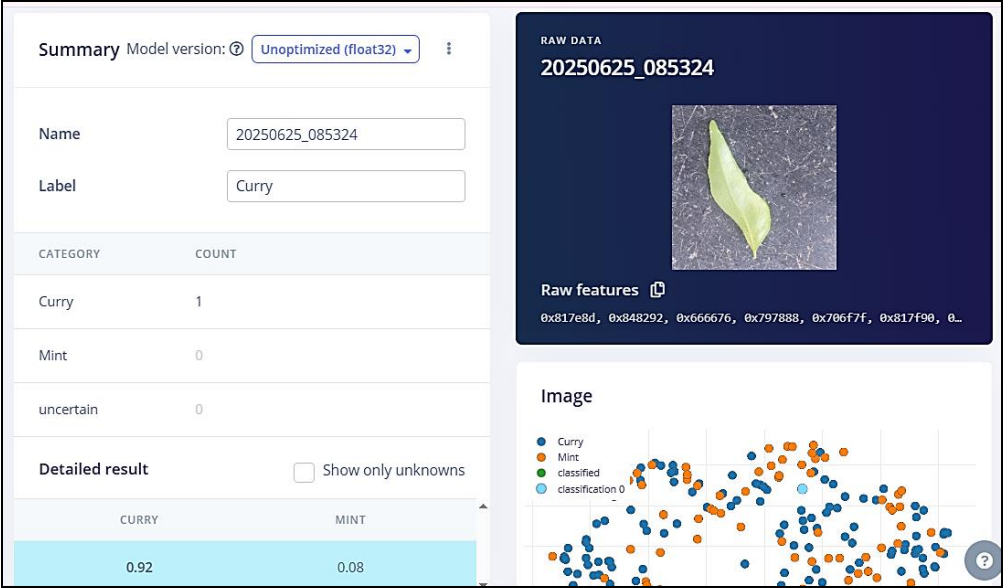 Summary Model version: ? Unoptimized (float32)
Name 20250625_085324
Label Curry
CATEGORY COUNT
Curry 1
Mint 0
uncertain 0
Detailed result Show only unknowns
CURRY MINT
0.92 0.08
RAW DATA
20250625_085324
Raw features
0x817e8d, 0x848292, 0x666676, 0x797888, 0x706f7f, 0x817f90, 0…
Image
Curry
Mint
classified
classification 0
?